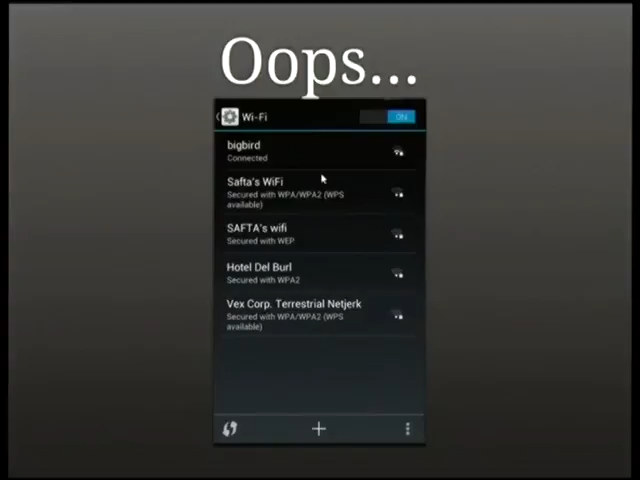 Oops...
Wi-Fi
ON
bigbird
Connected
Safta's WiFi
Secured with WPA/WPA2 (WPS
available)
SAFTA's wifi
Secured with WEP
Hotel Del Burl
Secured with WPA2
Vex Corp. Terrestrial Netjerk
Secured with WPA/WPA2 (WPS
available)